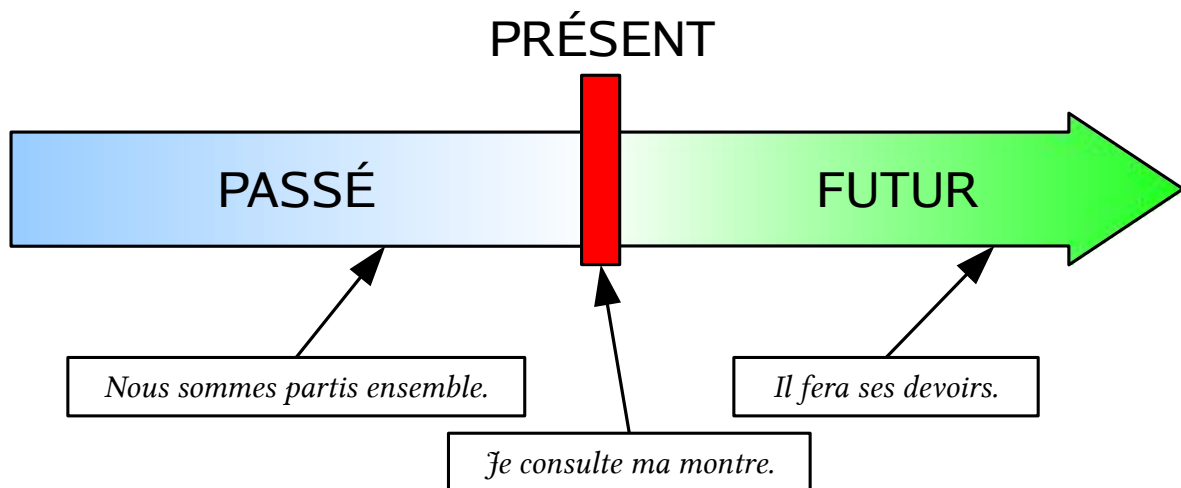 PRÉSENT
PASSÉ
FUTUR
Nous sommes partis ensemble.
Il fera ses devoirs.
Je consulte ma montre.